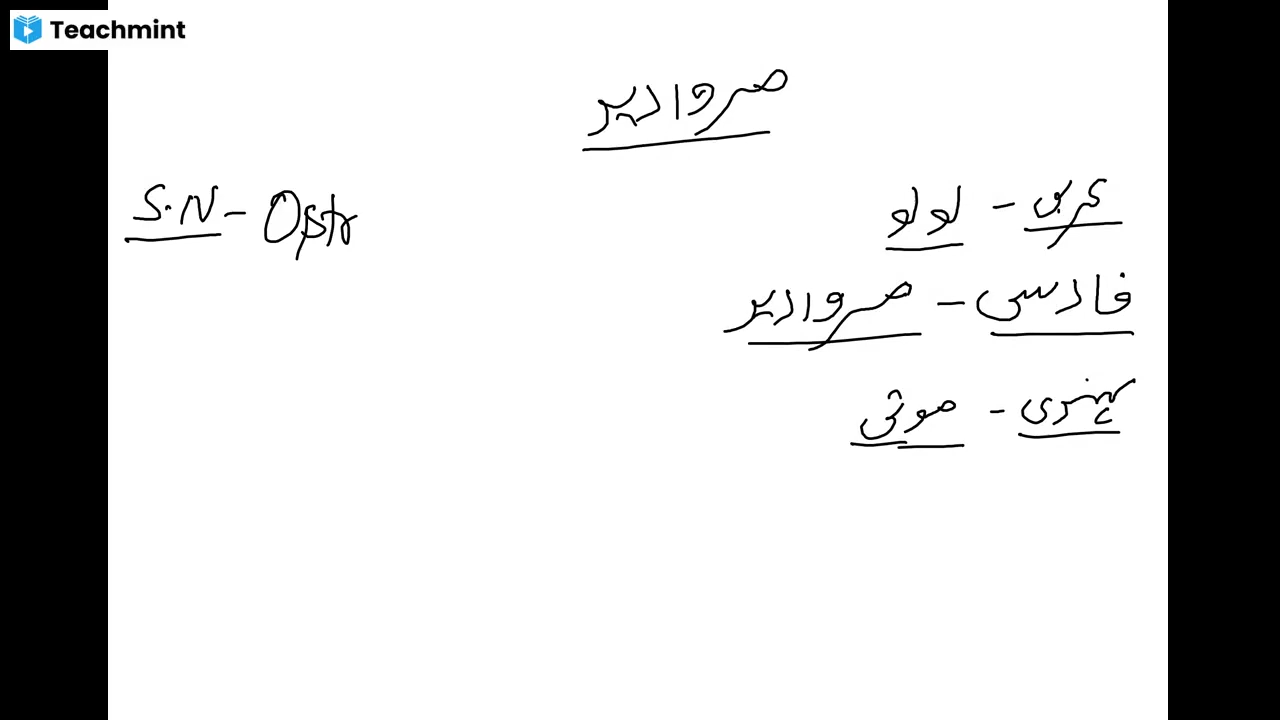 Teachmint
مروارید
عربی - لولو
S.N - Ostr
فارسی - مروارید
ہندی - موتی